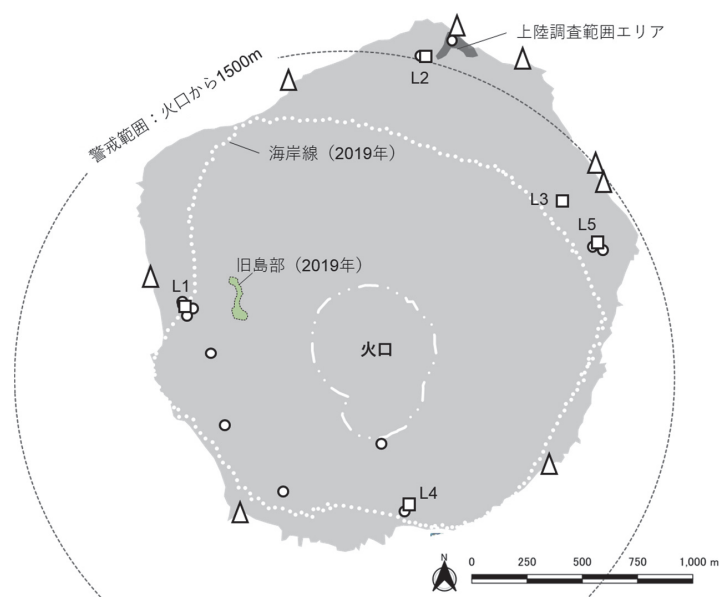 上陸調査範囲エリア
L2
警戒範囲：火口から1500m
海岸線（2019年）
L3
L5
旧島部（2019年）
L1
火口
L4
N
0 250 500 750 1,000 m